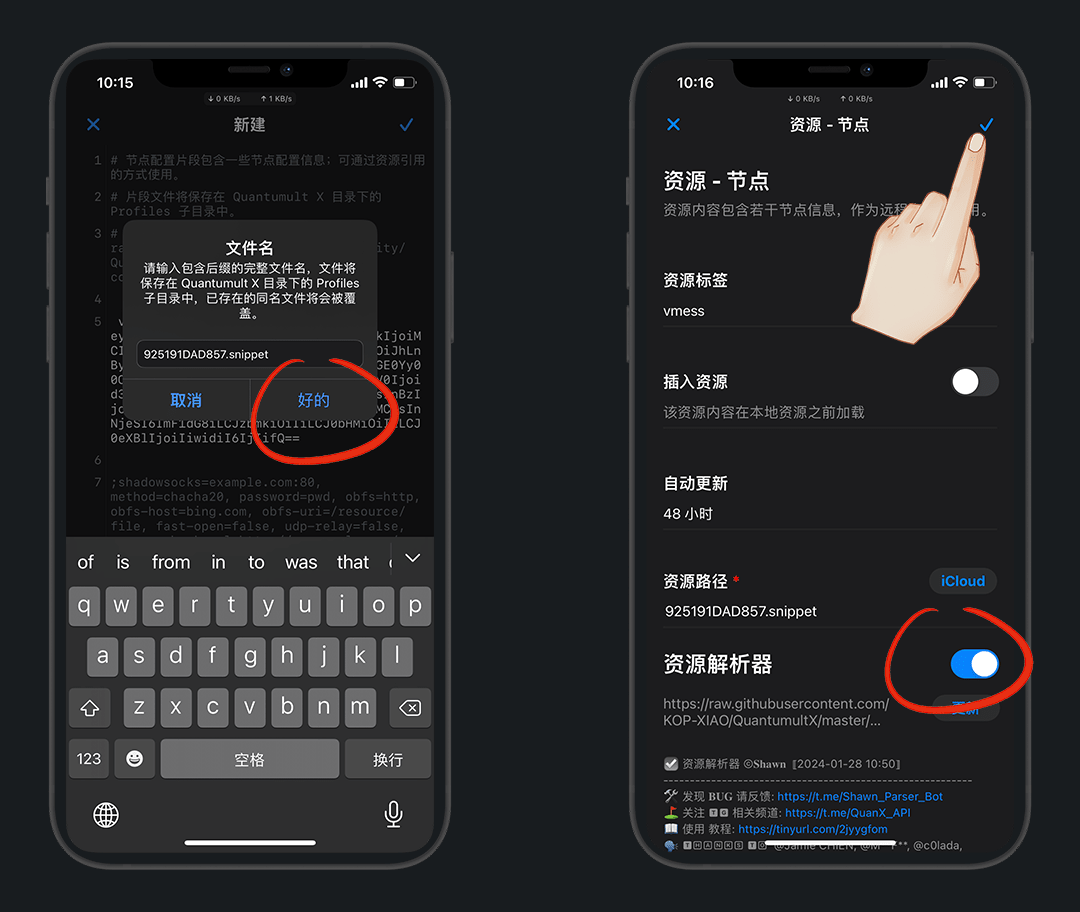 10:15
↓ 0 KB/s ↑ 1 KB/s
新建
1 # 节点配置片段包含一些节点配置信息；可通过资源引用
的方式使用。
2 # 片段文件将保存在 Quantumult X 目录下的
Profiles 子目录中。
3 #
文件名
请输入包含后缀的完整文件名，文件将
保存在 Quantumult X 目录下的 Profiles
子目录中，已存在的同名文件将会被覆
盖。
4
5
925191DAD857.snippet
取消 好的
6
7 ;shadowsocks=example.com:80,
method=chacha20, password=pwd, obfs=http,
obfs-host=bing.com, obfs-uri=/resource/
file, fast-open=false, udp-relay=false,
of is from in to was that
q w e r t y u i o p
a s d f g h j k l
z x c v b n m
123 空格 换行
10:16
↓ 0 KB/s ↑ 0 KB/s
资源 - 节点
资源 - 节点
资源内容包含若干节点信息，作为远程 用。
资源标签
vmess
插入资源
该资源内容在本地资源之前加载
自动更新
48 小时
资源路径 * iCloud
925191DAD857.snippet
资源解析器
https://raw.githubusercontent.com/
KOP-XIAO/QuantumultX/master/...
更新
资源解析器 ©𝐒𝐡𝐚𝐰𝐧 ⟦2024-01-28 10:50⟧
----------------------------------------
🛠 发现 𝐁𝐔𝐆 请反馈: https://t.me/Shawn_Parser_Bot
⛳️ 关注 🆃🅶 相关频道: https://t.me/QuanX_API
📖 使用 教程: https://tinyurl.com/2jyygfom
🗣 🆃🄷🄰🄽🄺🅂 🆃🄾 @Jamie CHIEN, @c0lada,